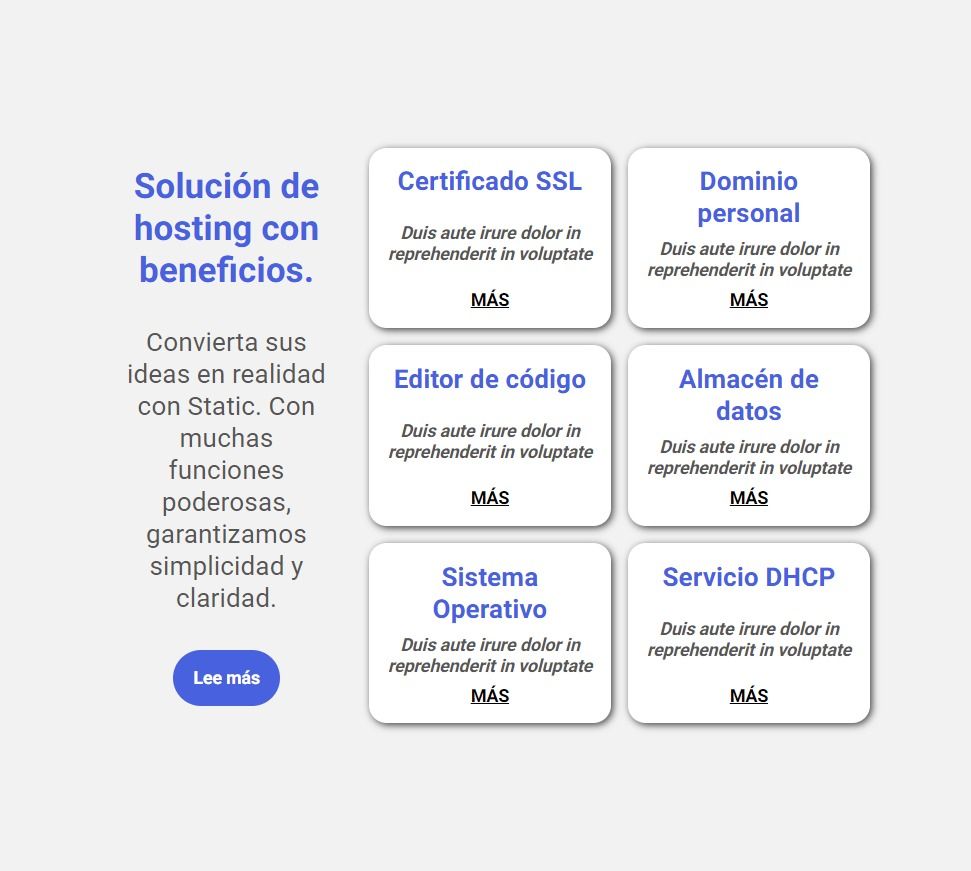 Solución de
hosting con
beneficios.
Convierta sus
ideas en realidad
con Static. Con
muchas
funciones
poderosas,
garantizamos
simplicidad y
claridad.
Lee más
Certificado SSL
Duis aute irure dolor in
reprehenderit in voluptate
MÁS
Dominio
personal
Duis aute irure dolor in
reprehenderit in voluptate
MÁS
Editor de código
Duis aute irure dolor in
reprehenderit in voluptate
MÁS
Almacén de
datos
Duis aute irure dolor in
reprehenderit in voluptate
MÁS
Sistema
Operativo
Duis aute irure dolor in
reprehenderit in voluptate
MÁS
Servicio DHCP
Duis aute irure dolor in
reprehenderit in voluptate
MÁS